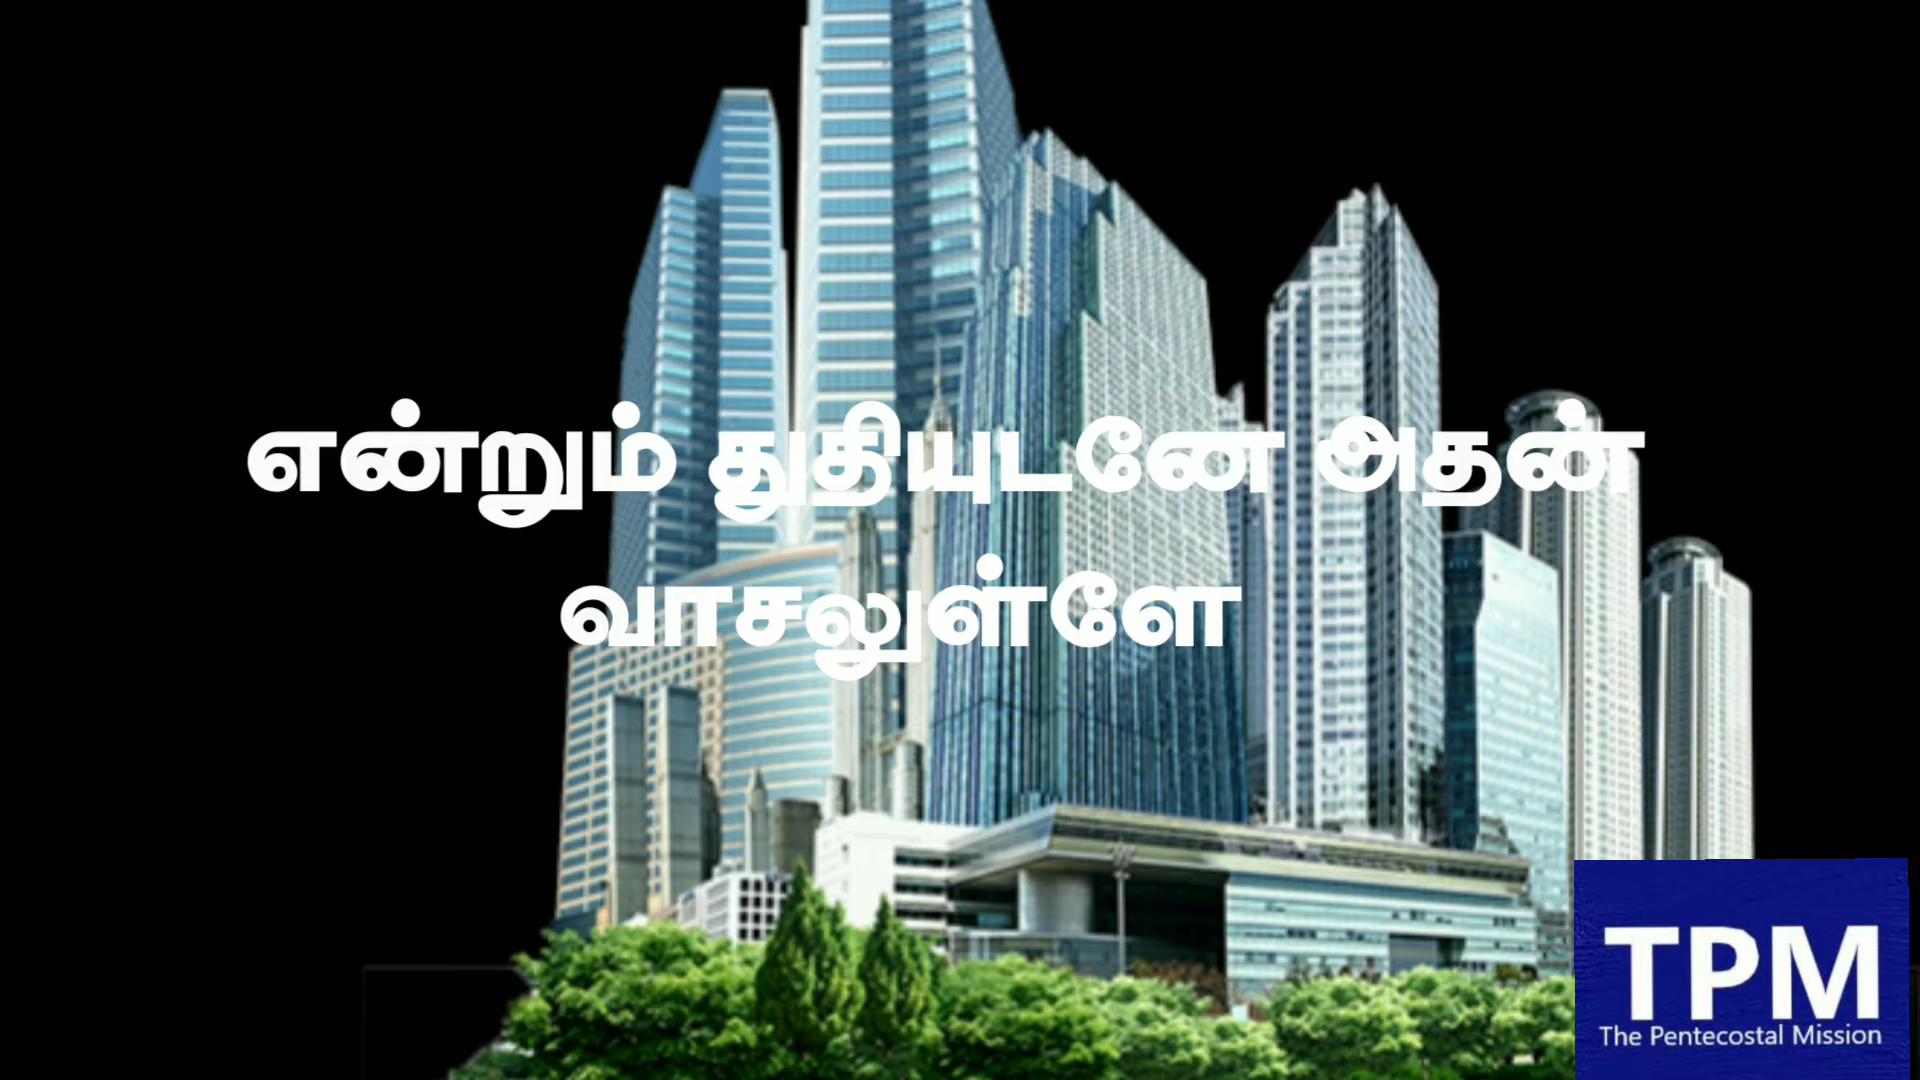 என்றும் துதியுடனே அதன்
வாசலுள்ளே
TPM
The Pentecostal Mission